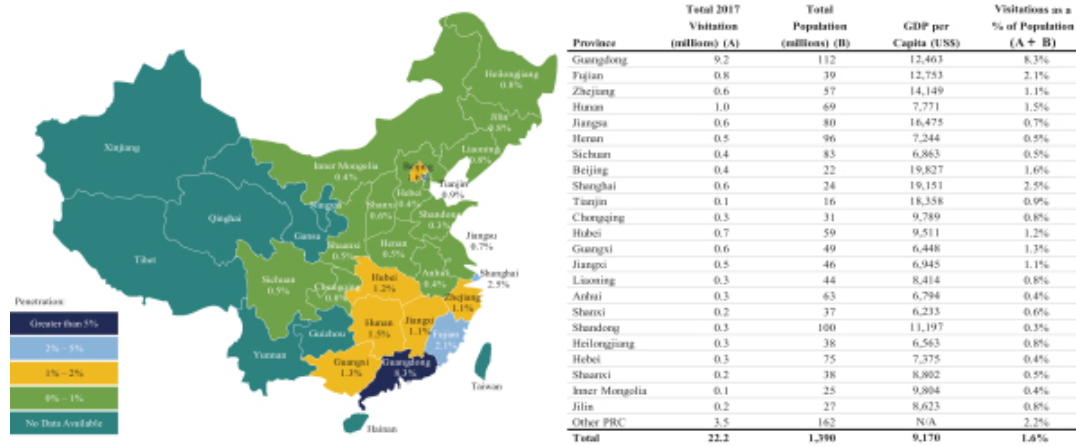 Heilongjiang
0.8%
Jilin
0.8%
Liaoning
0.8%
Xinjiang
Inner Mongolia
0.4%
Beijing
1.6%
Tianjin
0.9%
Hebei
0.4%
Shanxi
0.6%
Shandong
0.3%
Ningxia
Qinghai
Gansu
Jiangsu
0.7%
Shaanxi
0.5%
Henan
0.5%
Tibet
Anhui
0.4%
Shanghai
2.5%
Sichuan
0.5%
Chongqing
0.8%
Hubei
1.2%
Zhejiang
1.1%
Hunan
1.5%
Jiangxi
1.1%
Guizhou
Fujian
2.1%
Yunnan
Guangxi
1.3%
Guangdong
8.3%
Taiwan
Hainan
Penetration:
Greater than 5%
2% – 5%
1% – 2%
0% – 1%
No Data Available
Total 2017 Total Visitations as a
Visitation Population GDP per % of Population
Province (millions) (A) (millions) (B) Capita (US$) (A ÷ B)
Guangdong 9.2 112 12,463 8.3%
Fujian 0.8 39 12,753 2.1%
Zhejiang 0.6 57 14,149 1.1%
Hunan 1.0 69 7,771 1.5%
Jiangsu 0.6 80 16,475 0.7%
Henan 0.5 96 7,244 0.5%
Sichuan 0.4 83 6,863 0.5%
Beijing 0.4 22 19,827 1.6%
Shanghai 0.6 24 19,151 2.5%
Tianjin 0.1 16 18,358 0.9%
Chongqing 0.3 31 9,789 0.8%
Hubei 0.7 59 9,511 1.2%
Guangxi 0.6 49 6,448 1.3%
Jiangxi 0.5 46 6,945 1.1%
Liaoning 0.3 44 8,414 0.8%
Anhui 0.3 63 6,794 0.4%
Shanxi 0.2 37 6,233 0.6%
Shandong 0.3 100 11,197 0.3%
Heilongjiang 0.3 38 6,563 0.8%
Hebei 0.3 75 7,375 0.4%
Shaanxi 0.2 38 8,802 0.5%
Inner Mongolia 0.1 25 9,804 0.4%
Jilin 0.2 27 8,623 0.8%
Other PRC 3.5 162 N/A 2.2%
Total 22.2 1,390 9,170 1.6%